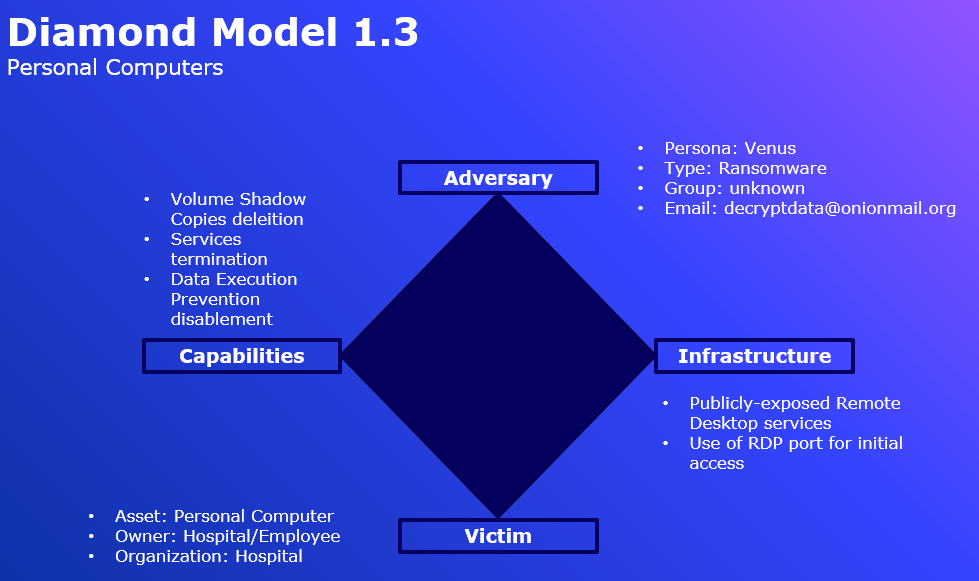 Diamond Model 1.3
Personal Computers
Adversary
• Persona: Venus
• Type: Ransomware
• Group: unknown
• Email: decryptdata@onionmail.org
• Volume Shadow
Copies deleition
• Services
termination
• Data Execution
Prevention
disablement
Capabilities
Infrastructure
• Publicly-exposed Remote
Desktop services
• Use of RDP port for initial
access
• Asset: Personal Computer
• Owner: Hospital/Employee
• Organization: Hospital
Victim